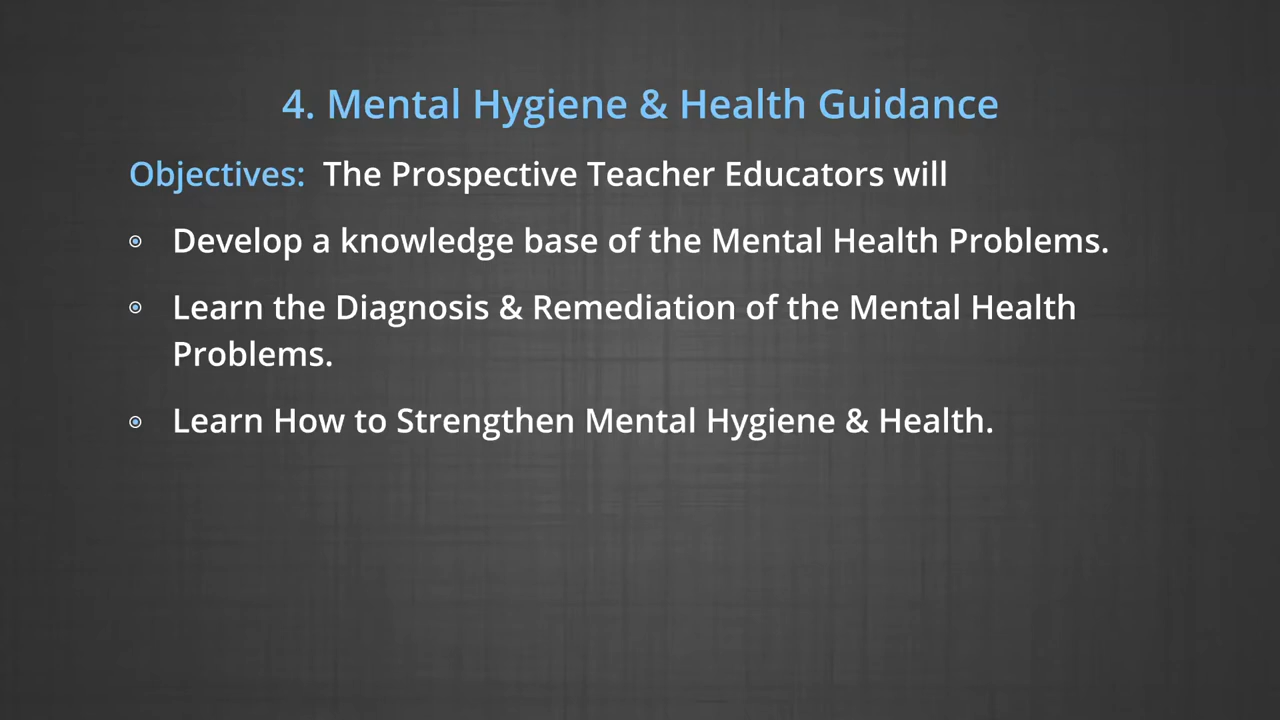 4. Mental Hygiene & Health Guidance
Objectives: The Prospective Teacher Educators will
Develop a knowledge base of the Mental Health Problems.
Learn the Diagnosis & Remediation of the Mental Health
Problems.
Learn How to Strengthen Mental Hygiene & Health.